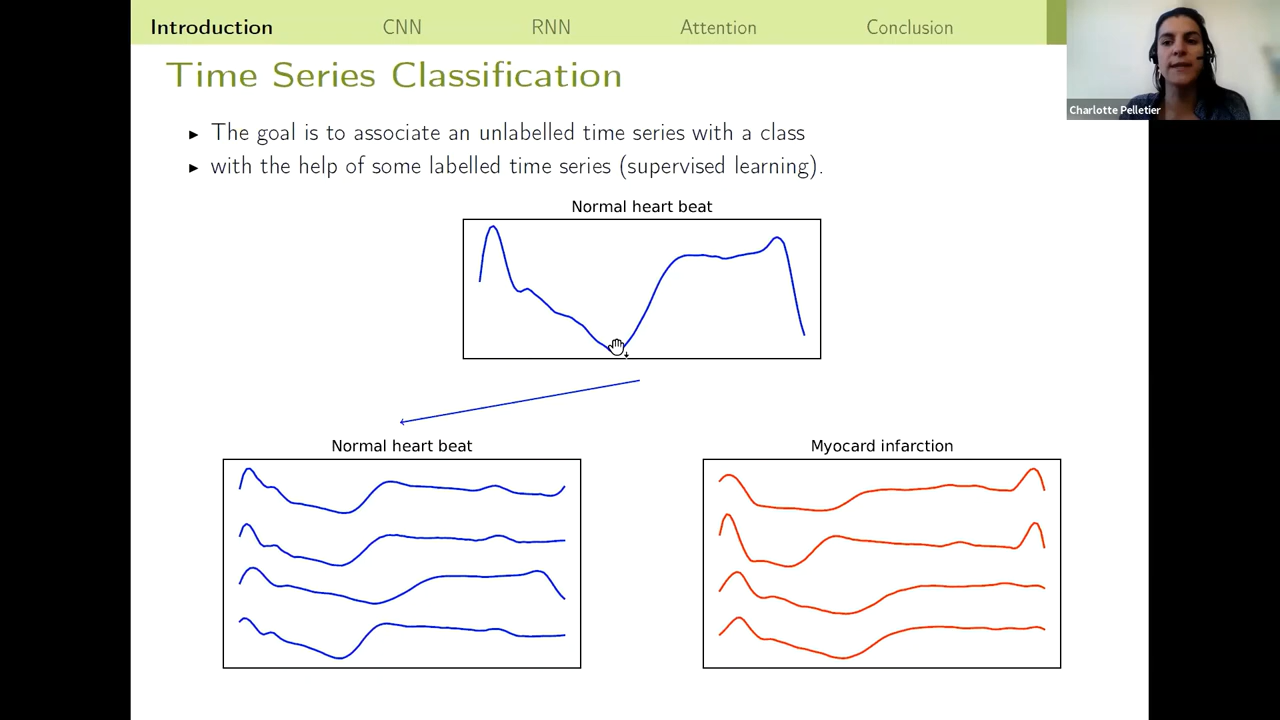 Introduction CNN RNN Attention Conclusion
Charlotte Pelletier
Time Series Classification
The goal is to associate an unlabelled time series with a class
with the help of some labelled time series (supervised learning).
Normal heart beat
Normal heart beat
Myocard infarction